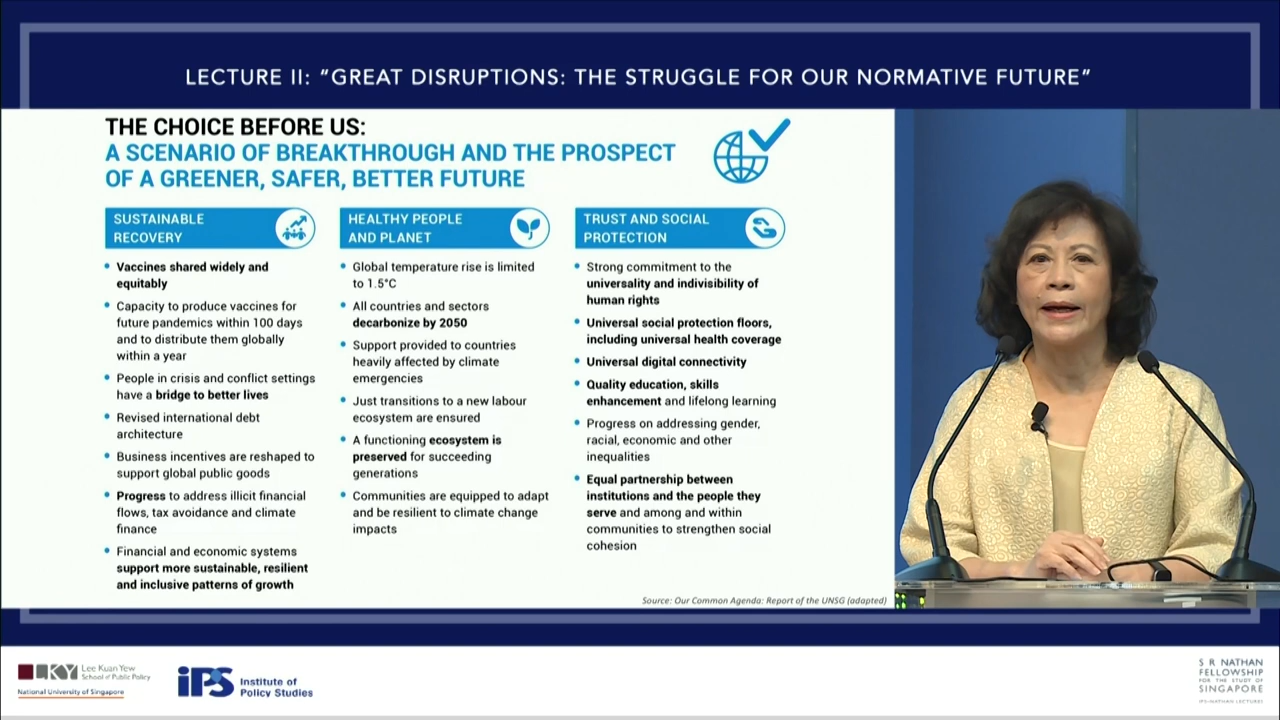 LECTURE II: “GREAT DISRUPTIONS: THE STRUGGLE FOR OUR NORMATIVE FUTURE”
THE CHOICE BEFORE US:
A SCENARIO OF BREAKTHROUGH AND THE PROSPECT
OF A GREENER, SAFER, BETTER FUTURE
SUSTAINABLE
RECOVERY
• Vaccines shared widely and
equitably
• Capacity to produce vaccines for
future pandemics within 100 days
and to distribute them globally
within a year
• People in crisis and conflict settings
have a bridge to better lives
• Revised international debt
architecture
• Business incentives are reshaped to
support global public goods
• Progress to address illicit financial
flows, tax avoidance and climate
finance
• Financial and economic systems
support more sustainable, resilient
and inclusive patterns of growth
HEALTHY PEOPLE
AND PLANET
• Global temperature rise is limited
to 1.5°C
• All countries and sectors
decarbonize by 2050
• Support provided to countries
heavily affected by climate
emergencies
• Just transitions to a new labour
ecosystem are ensured
• A functioning ecosystem is
preserved for succeeding
generations
• Communities are equipped to adapt
and be resilient to climate change
impacts
TRUST AND SOCIAL
PROTECTION
• Strong commitment to the
universality and indivisibility of
human rights
• Universal social protection floors,
including universal health coverage
• Universal digital connectivity
• Quality education, skills
enhancement and lifelong learning
• Progress on addressing gender,
racial, economic and other
inequalities
• Equal partnership between
institutions and the people they
serve and among and within
communities to strengthen social
cohesion
Source: Our Common Agenda: Report of the UNSG (adapted)
LKY Lee Kuan Yew
School of Public Policy
National University of Singapore
iPS Institute of
Policy Studies
S R NATHAN
FELLOWSHIP
FOR THE STUDY OF
SINGAPORE
IPS-NATHAN LECTURES